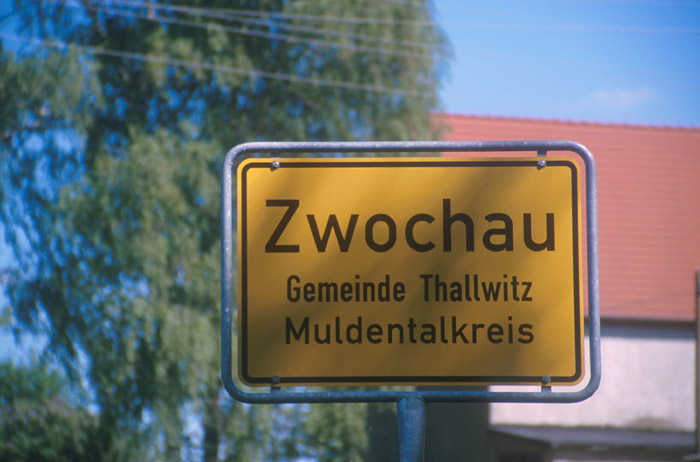 Zwochau
Gemeinde Thallwitz
Muldentalkreis